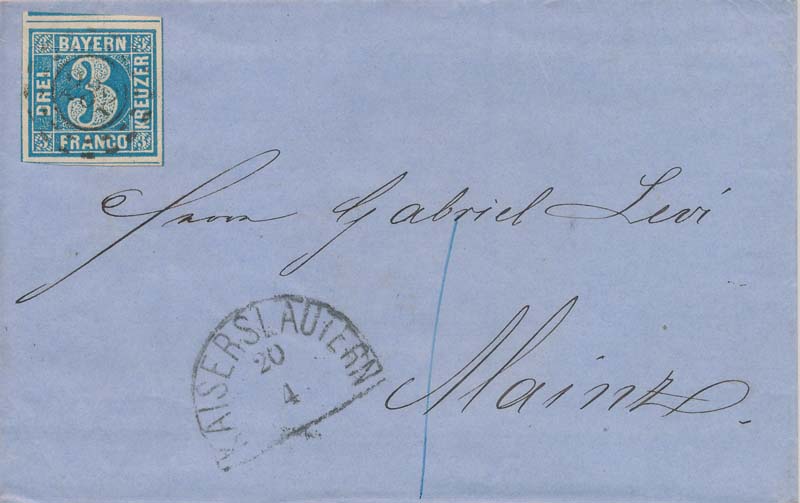 BAYERN
DREI
3
KREUZER
FRANCO
Herrn Gabriel Levi
KAISERSLAUTERN
20
4
Mainz.